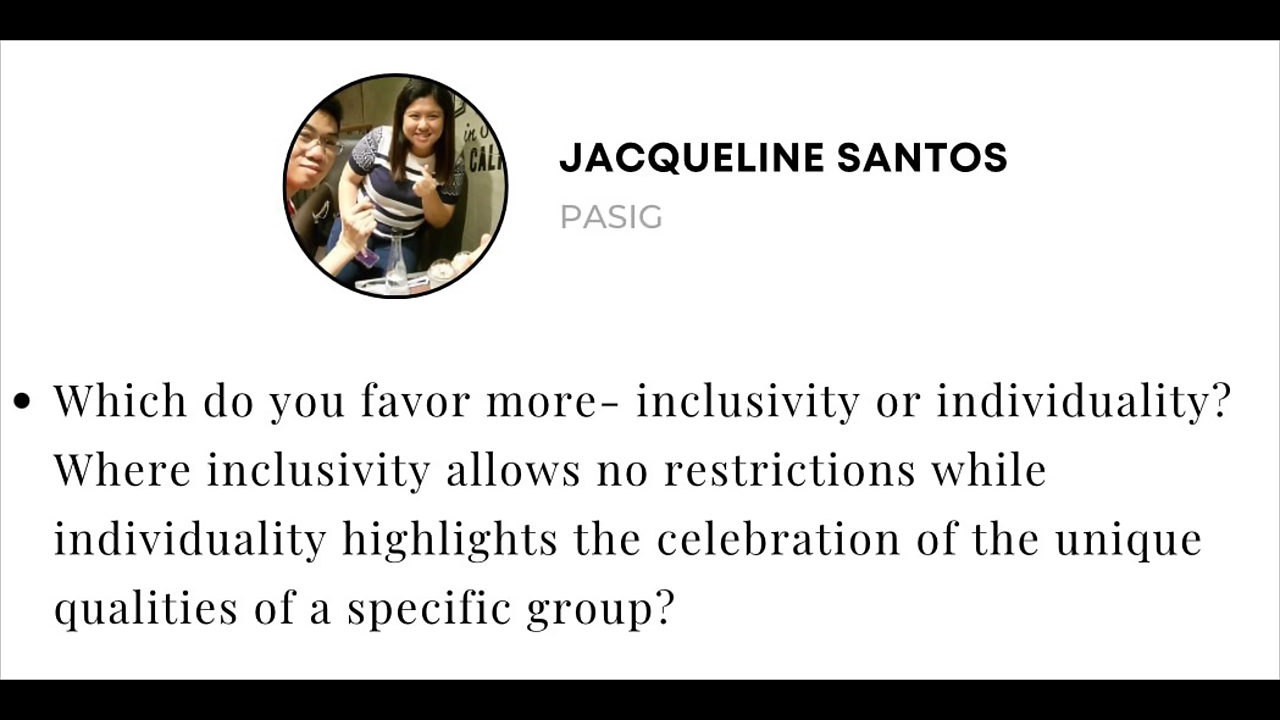 JACQUELINE SANTOS
PASIG
• Which do you favor more- inclusivity or individuality?
Where inclusivity allows no restrictions while
individuality highlights the celebration of the unique
qualities of a specific group?